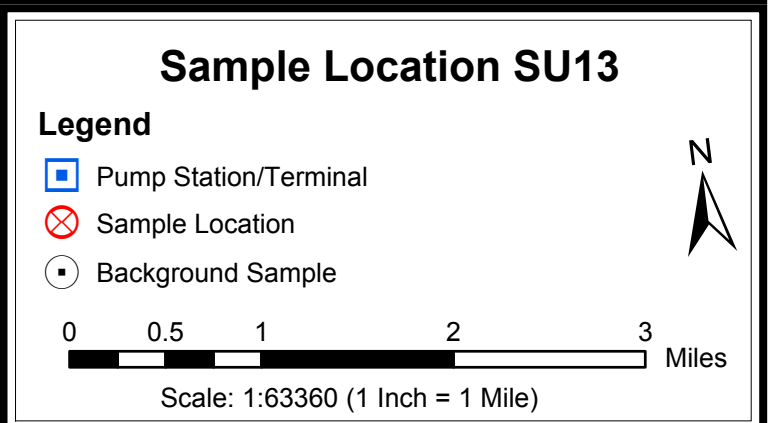 Sample Location SU13
Legend
N
Pump Station/Terminal
Sample Location
Background Sample
0 0.5 1 2 3
Miles
Scale: 1:63360 (1 Inch = 1 Mile)